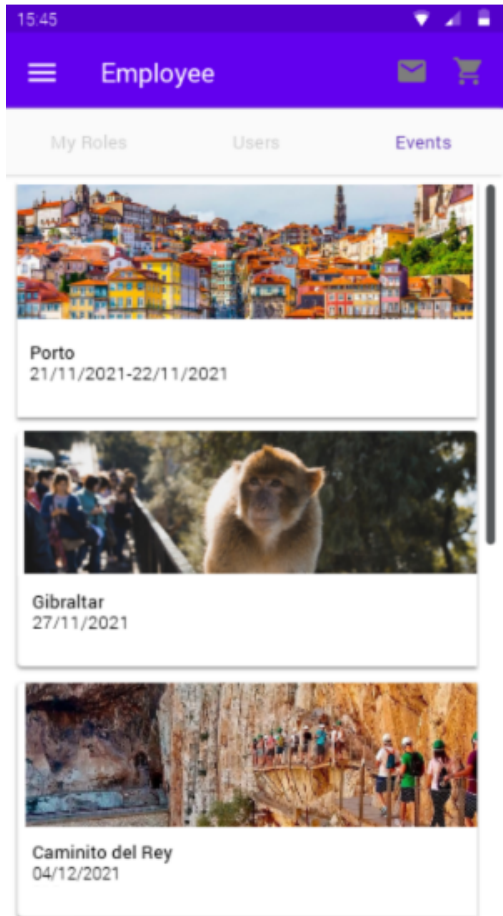 15:45
Employee
My Roles Users Events
Porto
21/11/2021-22/11/2021
Gibraltar
27/11/2021
Caminito del Rey
04/12/2021